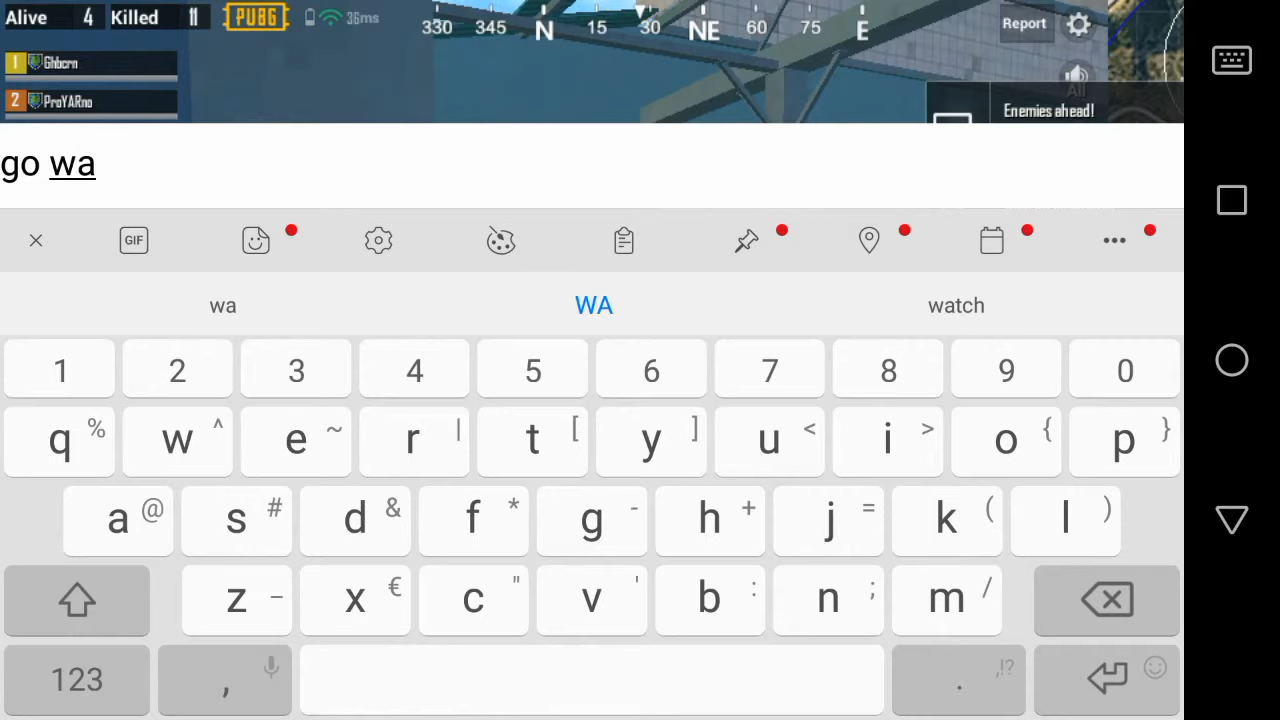 Alive 4 Killed 11 PUBG 36ms
330 345 N 15 30 NE 60 75 E
Report
1 Ghbcrn
All
2 ProYARno
Enemies ahead!
go wa
GIF
wa WA watch
1 2 3 4 5 6 7 8 9 0
q % w ^ e ~ r | t [ y ] u < i > o { p }
a @ s # d & f * g - h + j = k ( l )
z – x € c " v ' b : n ; m /
123 , . ,!?